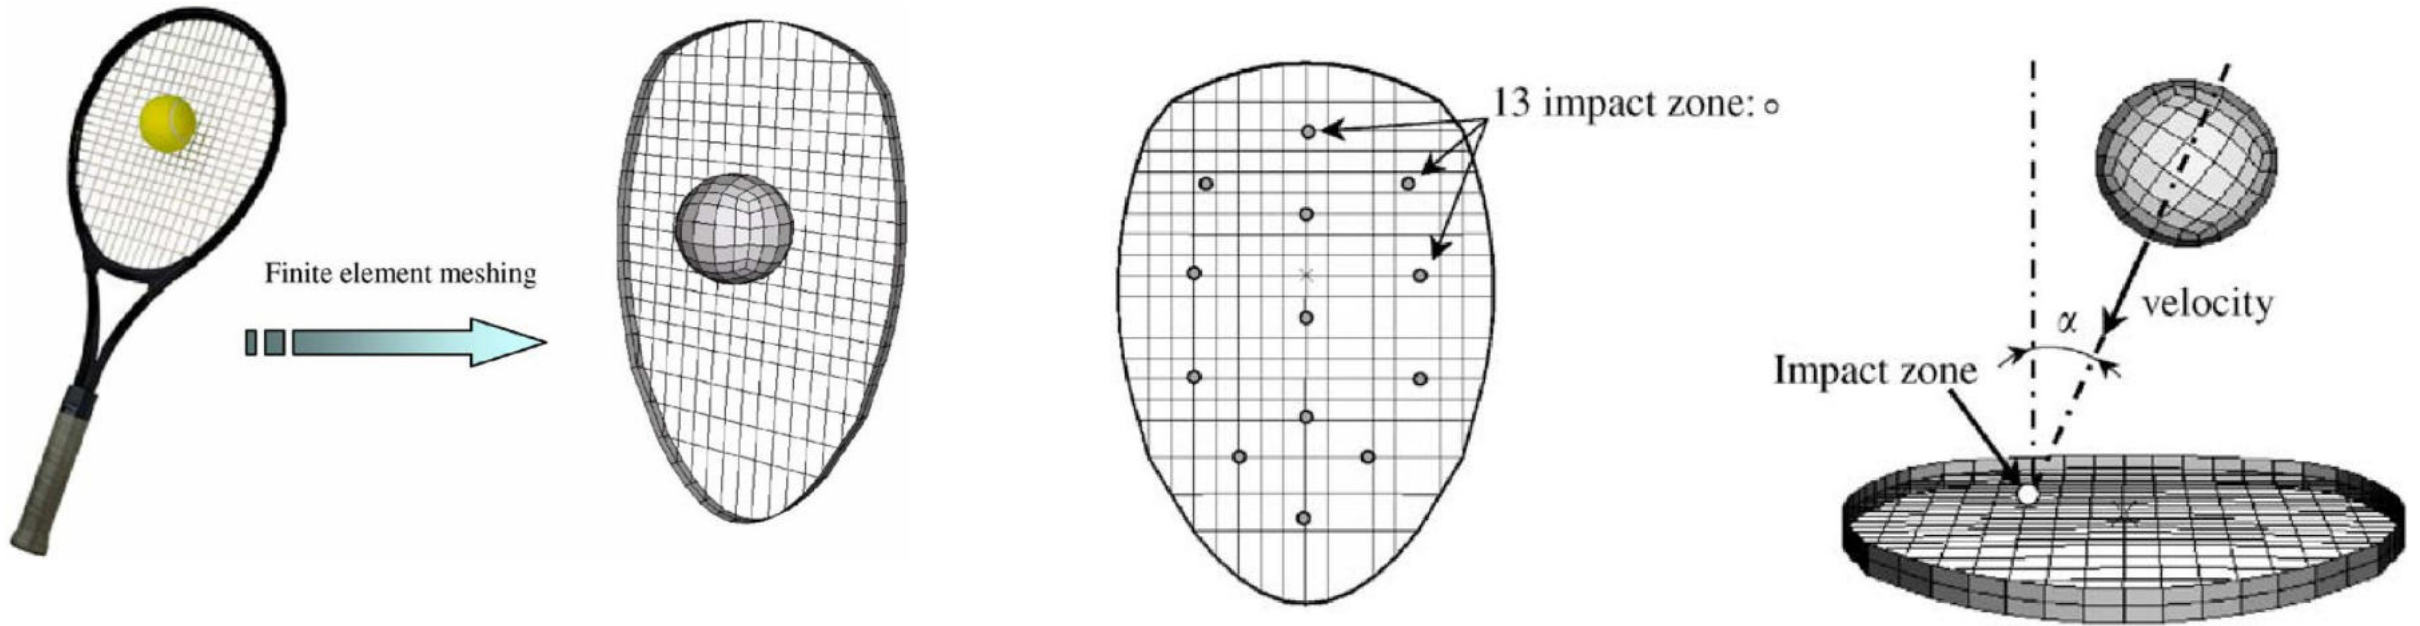 Finite element meshing
13 impact zone: o
velocity
α
Impact zone